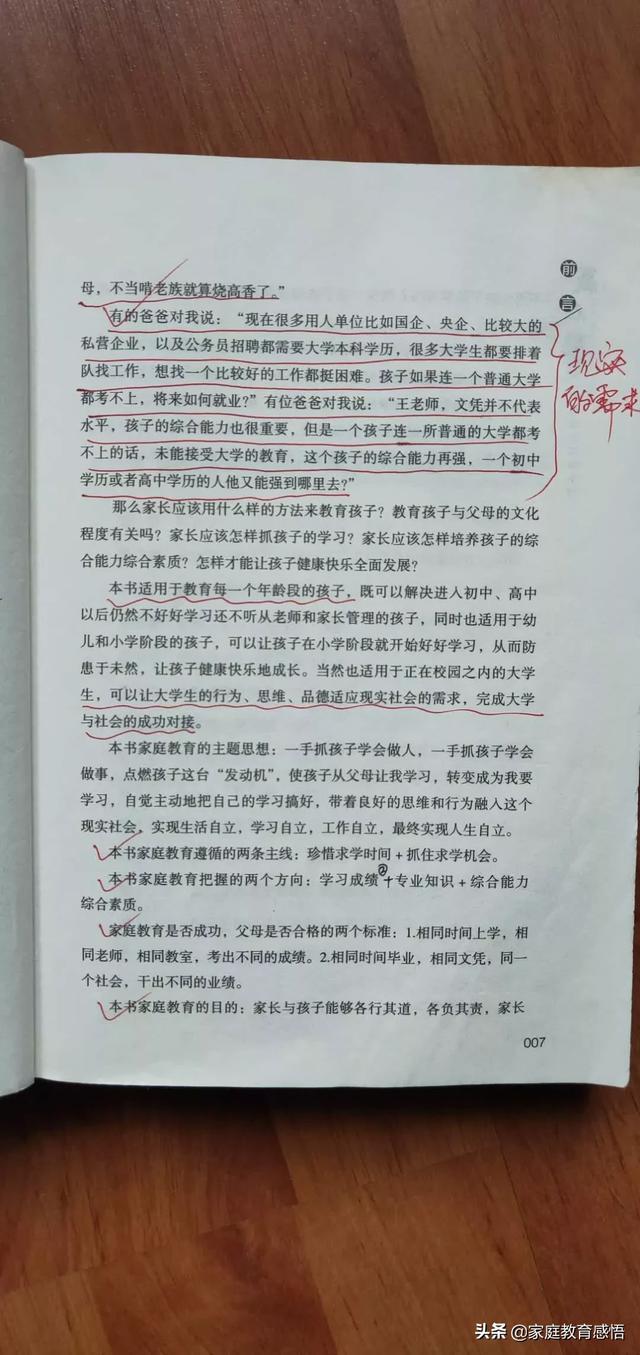 母，不当啃老族就算烧高香了。”
有的爸爸对我说：“现在很多用人单位比如国企、央企、比较大的
私营企业，以及公务员招聘都需要大学本科学历，很多大学生都要排着
队找工作，想找一个比较好的工作都挺困难。孩子如果连一个普通大学
都考不上，将来如何就业？”有位爸爸对我说：“王老师，文凭并不代表
水平，孩子的综合能力也很重要，但是一个孩子连一所普通的大学都考
不上的话，未能接受大学的教育，这个孩子的综合能力再强，一个初中
学历或者高中学历的人他又能强到哪里去？”
那么家长应该用什么样的方法来教育孩子？教育孩子与父母的文化
程度有关吗？家长应该怎样抓孩子的学习？家长应该怎样培养孩子的综
合能力综合素质？怎样才能让孩子健康快乐全面发展？
本书适用于教育每一个年龄段的孩子，既可以解决进入初中、高中
以后仍然不好好学习还不听从老师和家长管理的孩子，同时也适用于幼
儿和小学阶段的孩子，可以让孩子在小学阶段就开始好好学习，从而防
患于未然，让孩子健康快乐地成长。当然也适用于正在校园之内的大学
生，可以让大学生的行为、思维、品德适应现实社会的需求，完成大学
与社会的成功对接。
本书家庭教育的主题思想：一手抓孩子学会做人，一手抓孩子学会
做事，点燃孩子这台“发动机”，使孩子从父母让我学习，转变成为我要
学习，自觉主动地把自己的学习搞好，带着良好的思维和行为融入这个
现实社会，实现生活自立，学习自立，工作自立，最终实现人生自立。
本书家庭教育遵循的两条主线：珍惜求学时间+抓住求学机会。
本书家庭教育把握的两个方向：学习成绩+专业知识+综合能力
综合素质。
家庭教育是否成功，父母是否合格的两个标准：1.相同时间上学，相
同老师，相同教室，考出不同的成绩。2.相同时间毕业，相同文凭，同一
个社会，干出不同的业绩。
本书家庭教育的目的：家长与孩子能够各行其道，各负其责，家长
007
前
言
现实
的需求
头条 @家庭教育感悟